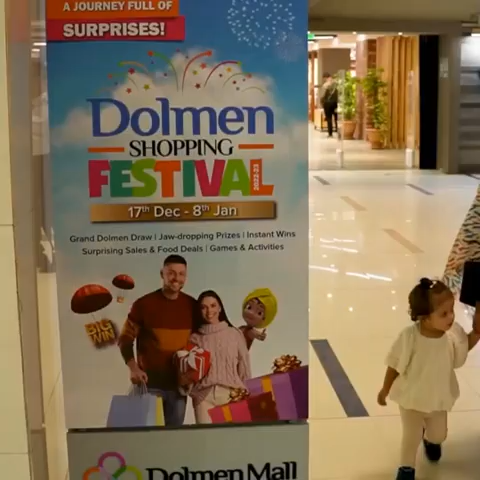 A JOURNEY FULL OF
SURPRISES!
Dolmen
SHOPPING
FESTIVAL
2022-23
17th Dec - 8th Jan
Grand Dolmen Draw | Jaw-dropping Prizes | Instant Wins
Surprising Sales & Food Deals | Games & Activities
BIG
WIN
Dolmen Mall